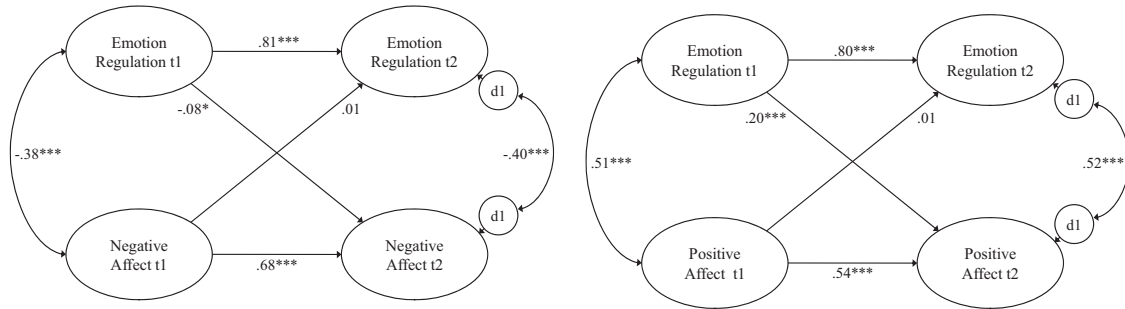 Emotion
Regulation t1
.81***
Emotion
Regulation t2
d1
-.08*
.01
-.38***
-.40***
d1
Negative
Affect t1
.68***
Negative
Affect t2
Emotion
Regulation t1
.80***
Emotion
Regulation t2
d1
.20***
.01
.51***
.52***
d1
Positive
Affect t1
.54***
Positive
Affect t2